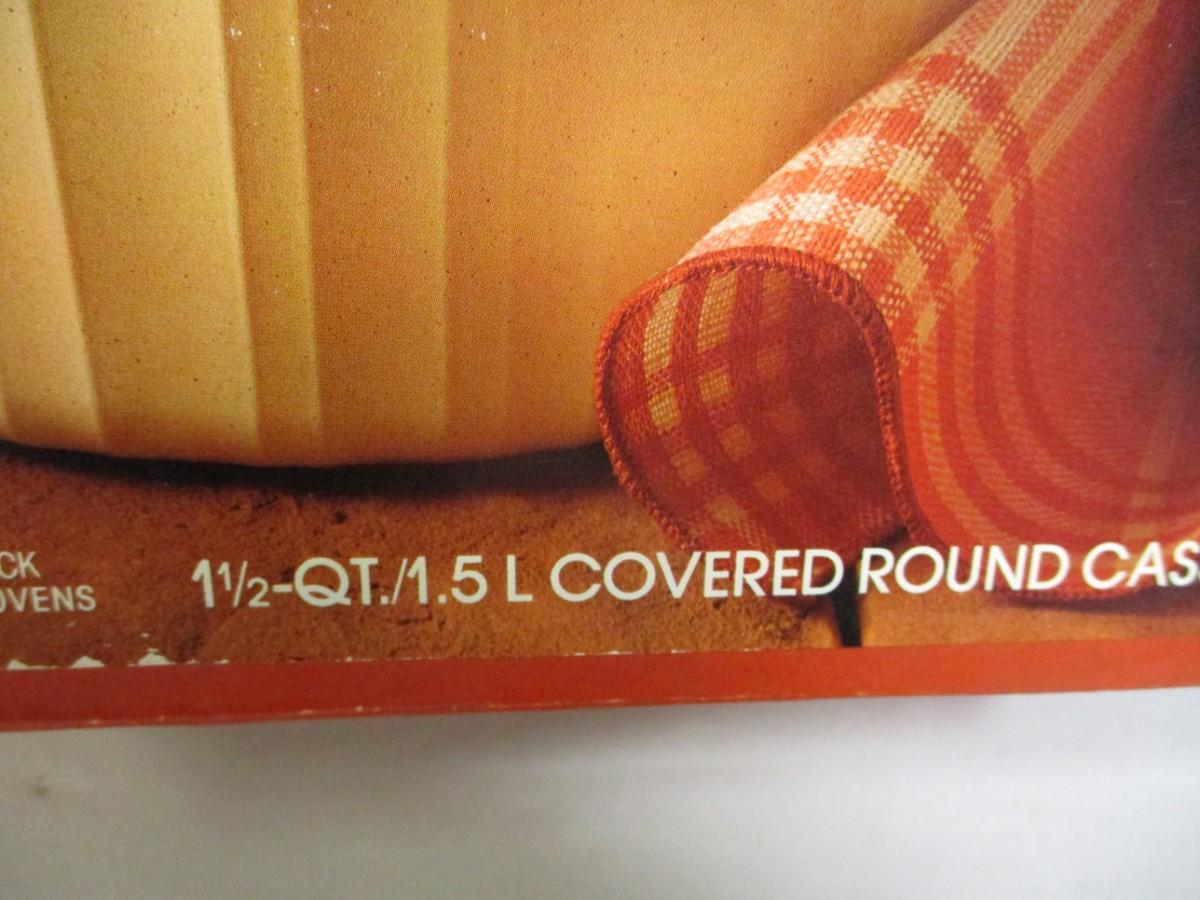 CK
OVENS
1½-QT./1.5 L COVERED ROUND CAS